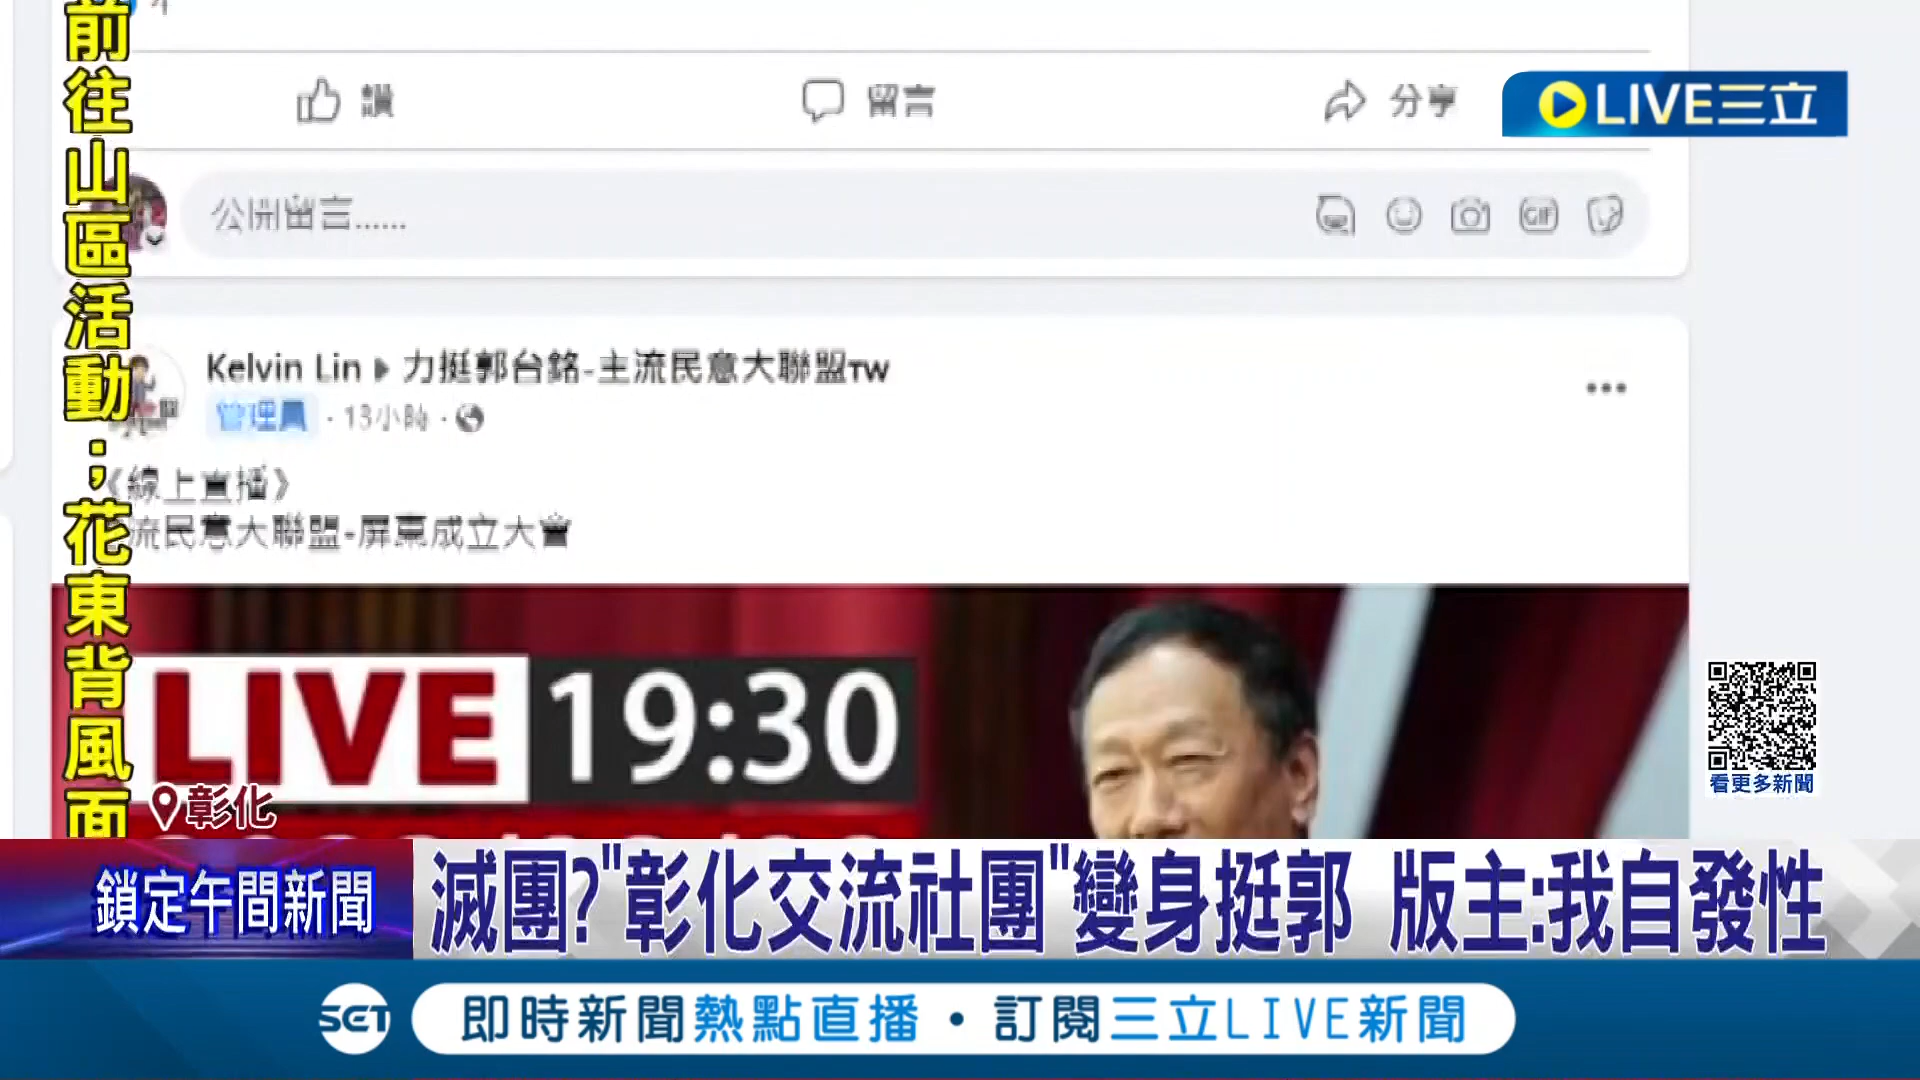 前往山區活動；花東背風面
讚
留言
分享
LIVE三立
公開留言......
GIF
Kelvin Lin ▸ 力挺郭台銘-主流民意大聯盟TW
管理員 · 13小時 ·
《線上直播》
流民意大聯盟-屏東成立大會
LIVE 19:30
彰化
看更多新聞
鎖定午間新聞
滅團?"彰化交流社團"變身挺郭 版主:我自發性
SET
即時新聞熱點直播・訂閱三立LIVE新聞